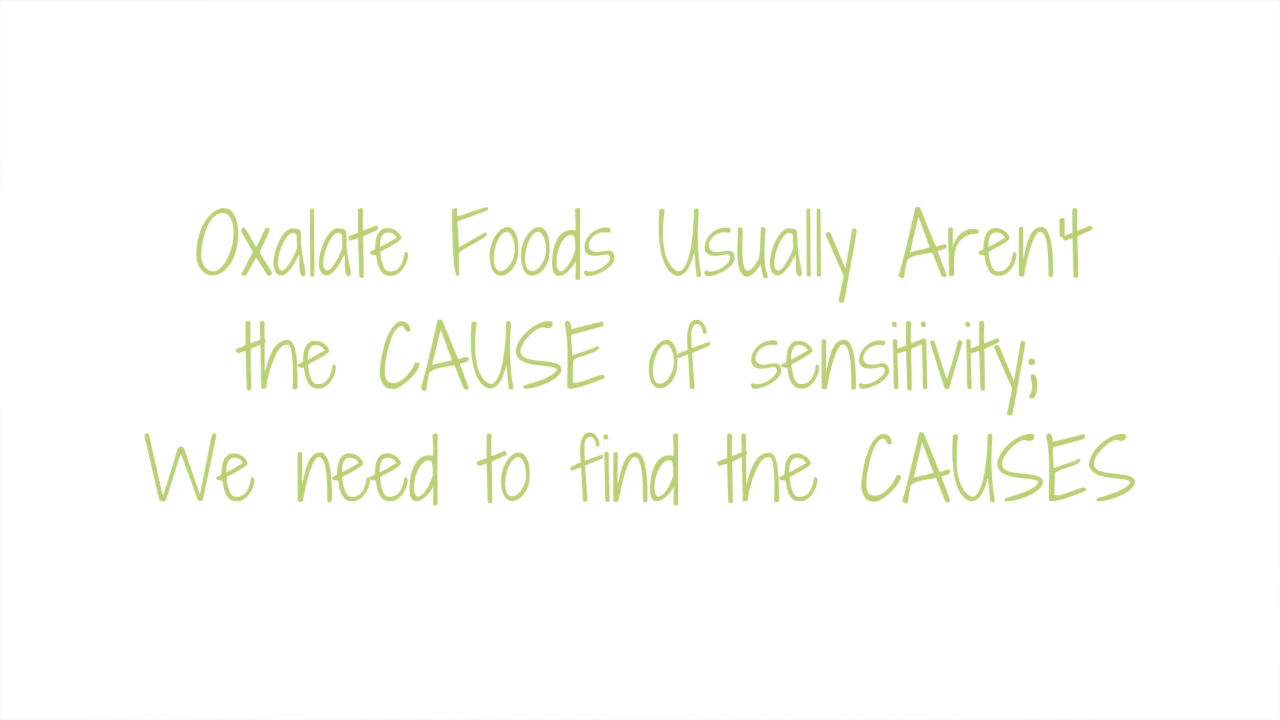 Oxalate Foods Usually Aren't
the CAUSE of sensitivity;
We need to find the CAUSES